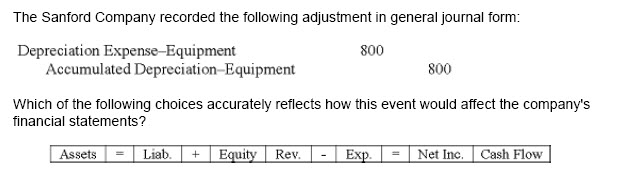 The Sanford Company recorded the following adjustment in general journal form:
Depreciation Expense–Equipment 800
Accumulated Depreciation–Equipment 800
Which of the following choices accurately reflects how this event would affect the company's
financial statements?
Assets = Liab. + Equity Rev. - Exp. = Net Inc. Cash Flow